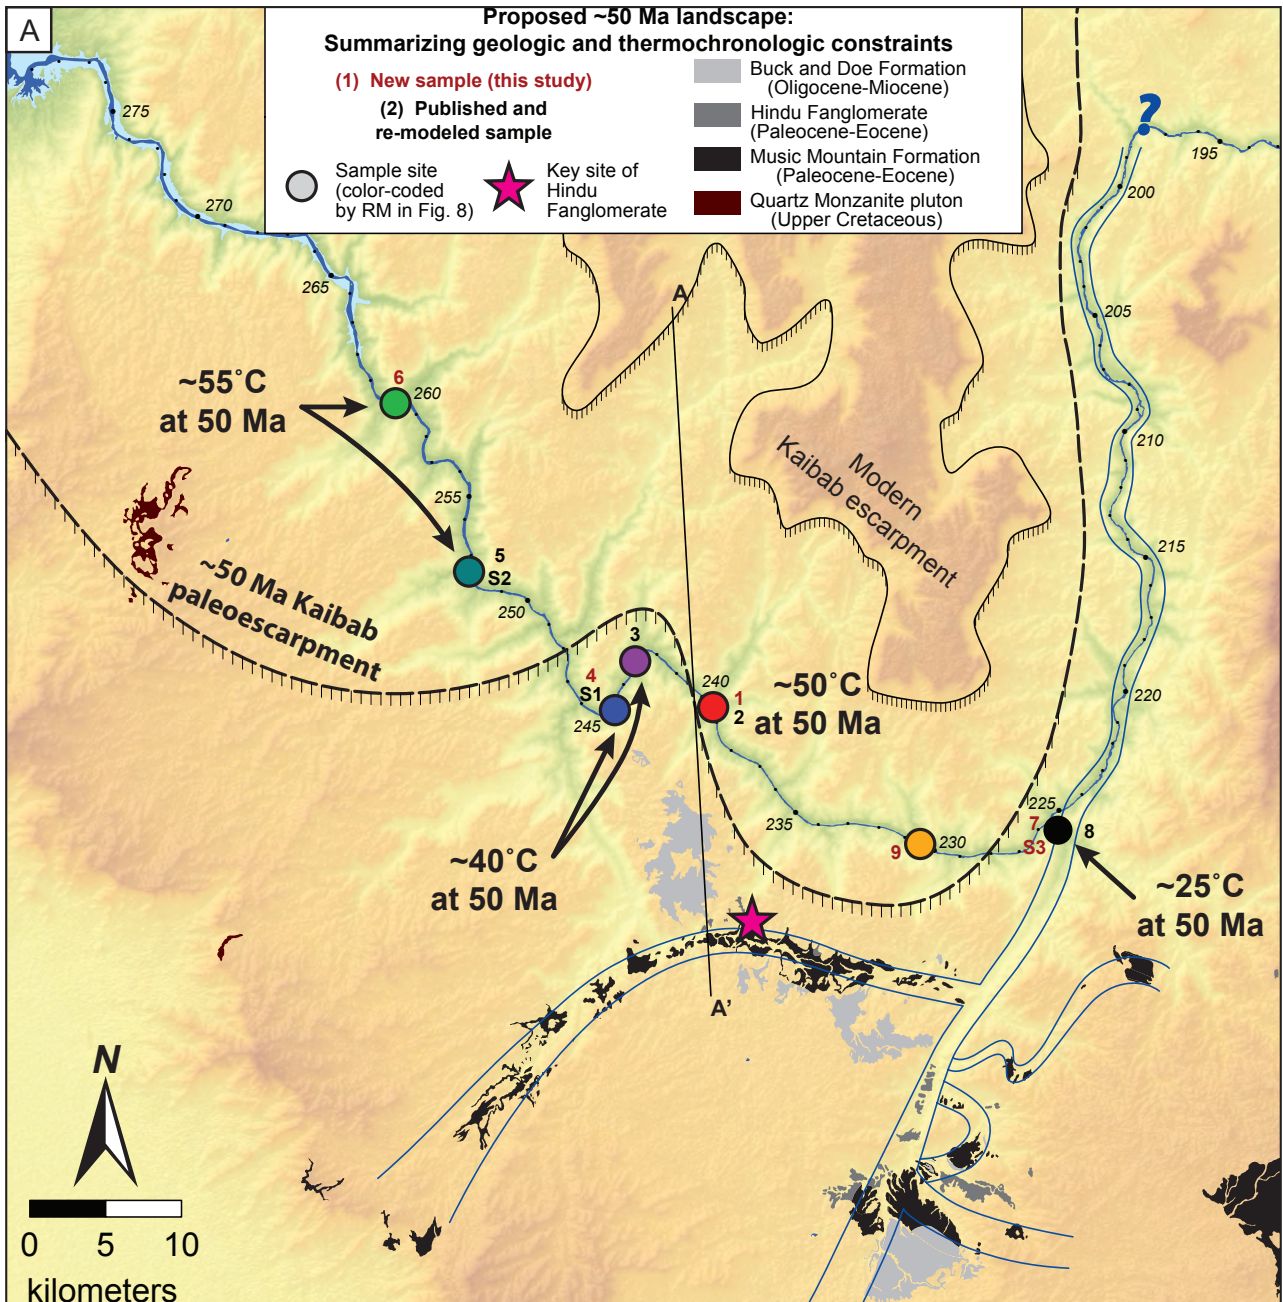 A
Proposed ~50 Ma landscape:
Summarizing geologic and thermochronologic constraints
(1) New sample (this study)
(2) Published and
re-modeled sample
Sample site
(color-coded
by RM in Fig. 8)
Key site of
Hindu
Fanglomerate
Buck and Doe Formation
(Oligocene-Miocene)
Hindu Fanglomerate
(Paleocene-Eocene)
Music Mountain Formation
(Paleocene-Eocene)
Quartz Monzanite pluton
(Upper Cretaceous)
275
270
265
?
195
200
205
210
215
220
225
A
~55°C
at 50 Ma
6
260
255
5
S2
250
Modern
Kaibab escarpment
~50 Ma Kaibab
paleoescarpment
3
4
S1
245
240
1
2
~50°C
at 50 Ma
235
9
230
7
S3
8
~40°C
at 50 Ma
~25°C
at 50 Ma
A'
N
0 5 10
kilometers